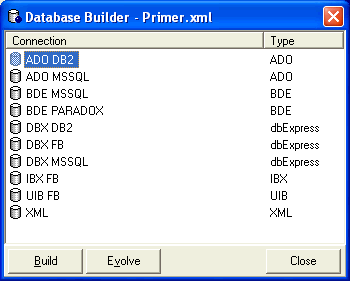 Database Builder - Primer.xml
Connection Type
ADO DB2 ADO
ADO MSSQL ADO
BDE MSSQL BDE
BDE PARADOX BDE
DBX DB2 dbExpress
DBX FB dbExpress
DBX MSSQL dbExpress
IBX FB IBX
UIB FB UIB
XML XML
Build Evolve Close